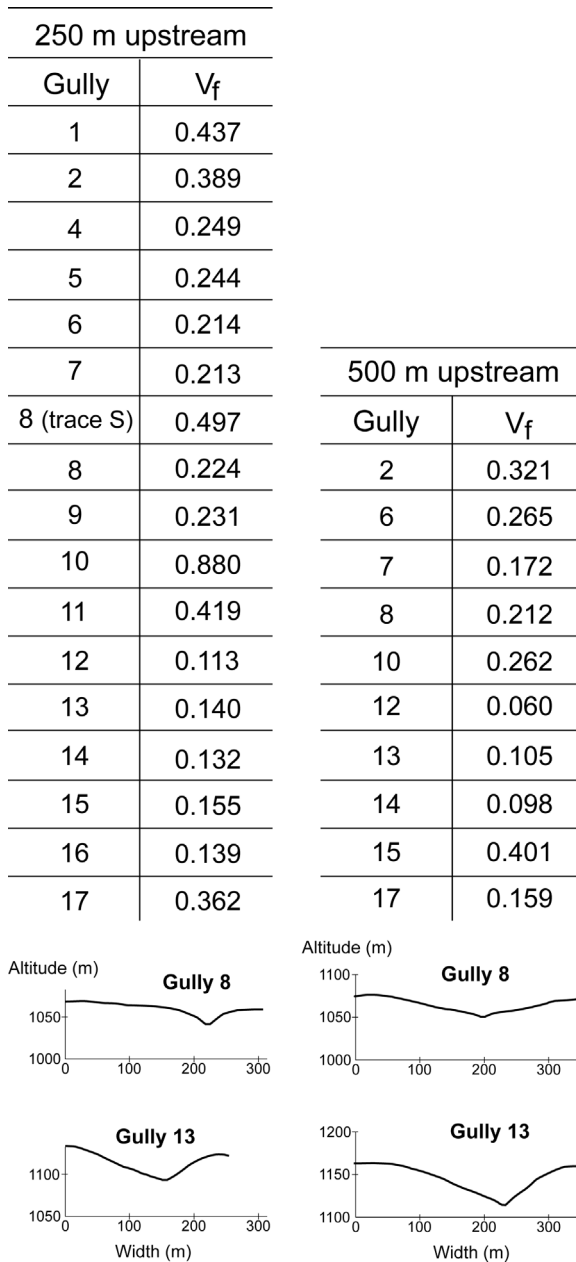 250 m upstream
Gully Vf
1 0.437
2 0.389
4 0.249
5 0.244
6 0.214
7 0.213
8 (trace S) 0.497
8 0.224
9 0.231
10 0.880
11 0.419
12 0.113
13 0.140
14 0.132
15 0.155
16 0.139
17 0.362
500 m upstream
Gully Vf
2 0.321
6 0.265
7 0.172
8 0.212
10 0.262
12 0.060
13 0.105
14 0.098
15 0.401
17 0.159
Altitude (m)
Gully 8
1050
1000
0 100 200 300
Altitude (m)
Gully 8
1100
1050
1000
0 100 200 300
Gully 13
1100
1050
0 100 200 300
Width (m)
Gully 13
1200
1150
1100
0 100 200 300
Width (m)